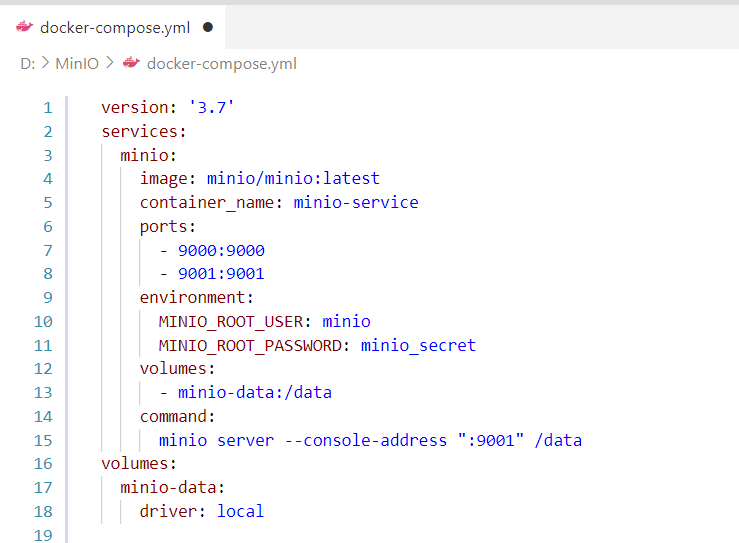 docker-compose.yml
D: > MinIO > docker-compose.yml
1 version: '3.7'
2 services:
3   minio:
4     image: minio/minio:latest
5     container_name: minio-service
6     ports:
7       - 9000:9000
8       - 9001:9001
9     environment:
10       MINIO_ROOT_USER: minio
11       MINIO_ROOT_PASSWORD: minio_secret
12     volumes:
13       - minio-data:/data
14     command:
15       minio server --console-address ":9001" /data
16 volumes:
17   minio-data:
18     driver: local
19